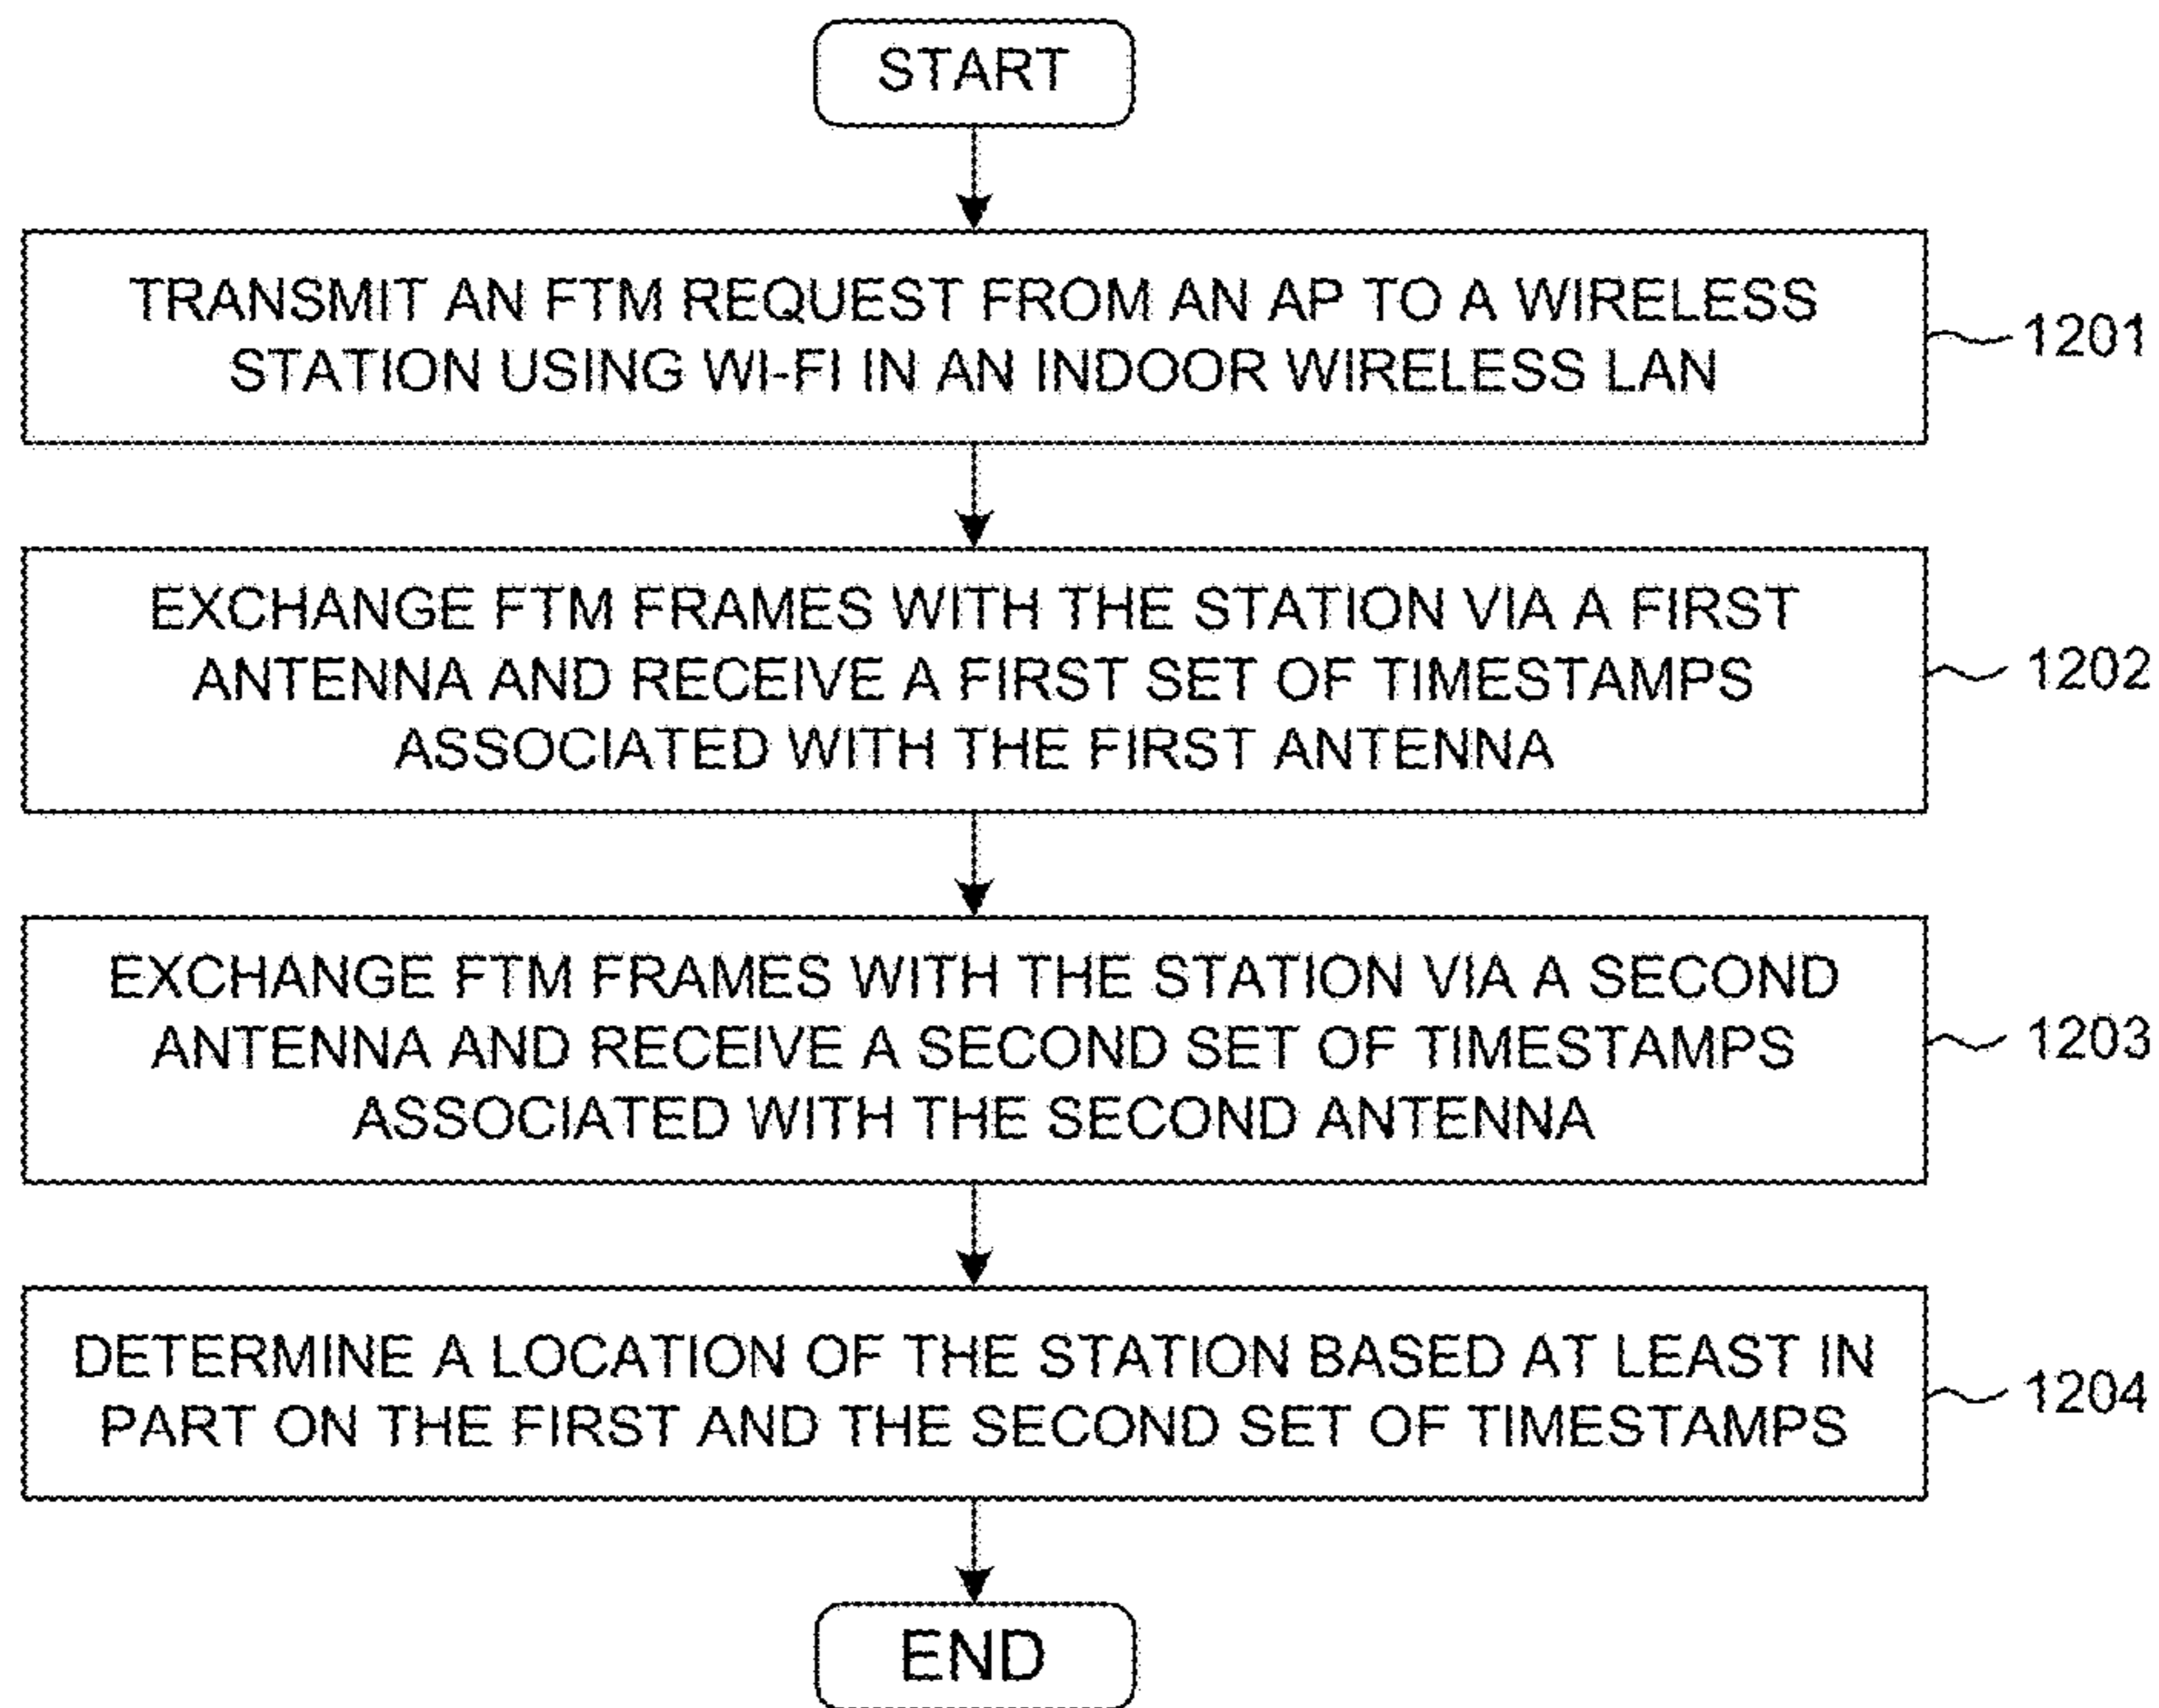 START
TRANSMIT AN FTM REQUEST FROM AN AP TO A WIRELESS
STATION USING WI-FI IN AN INDOOR WIRELESS LAN
1201
EXCHANGE FTM FRAMES WITH THE STATION VIA A FIRST
ANTENNA AND RECEIVE A FIRST SET OF TIMESTAMPS
ASSOCIATED WITH THE FIRST ANTENNA
1202
EXCHANGE FTM FRAMES WITH THE STATION VIA A SECOND
ANTENNA AND RECEIVE A SECOND SET OF TIMESTAMPS
ASSOCIATED WITH THE SECOND ANTENNA
1203
DETERMINE A LOCATION OF THE STATION BASED AT LEAST IN
PART ON THE FIRST AND THE SECOND SET OF TIMESTAMPS
1204
END